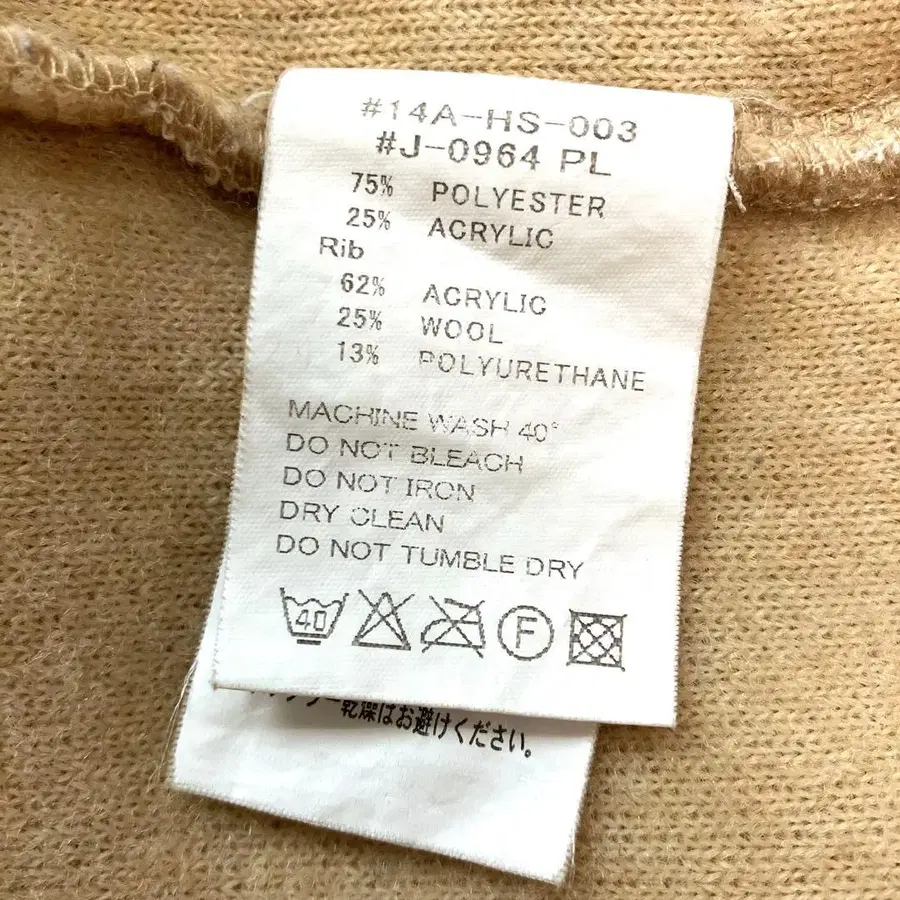 #14A-HS-003
#J-0964 PL
75% POLYESTER
25% ACRYLIC
Rib
62% ACRYLIC
25% WOOL
13% POLYURETHANE
MACHINE WASH 40°
DO NOT BLEACH
DO NOT IRON
DRY CLEAN
DO NOT TUMBLE DRY
40 F
乾燥はお避けください。